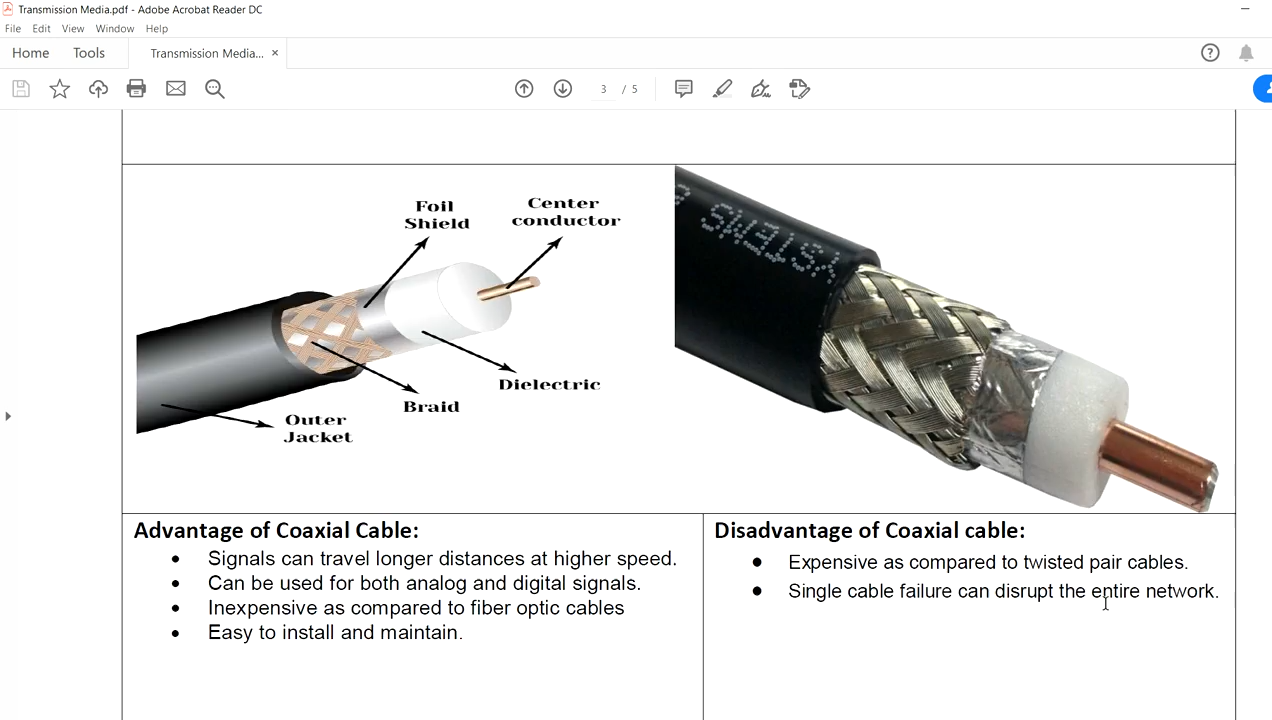 Transmission Media.pdf - Adobe Acrobat Reader DC
File Edit View Window Help
Home Tools Transmission Media... ×
3 / 5
Foil
Shield
Center
conductor
Dielectric
Braid
Outer
Jacket
Advantage of Coaxial Cable:
• Signals can travel longer distances at higher speed.
• Can be used for both analog and digital signals.
• Inexpensive as compared to fiber optic cables
• Easy to install and maintain.
Disadvantage of Coaxial cable:
• Expensive as compared to twisted pair cables.
• Single cable failure can disrupt the entire network.